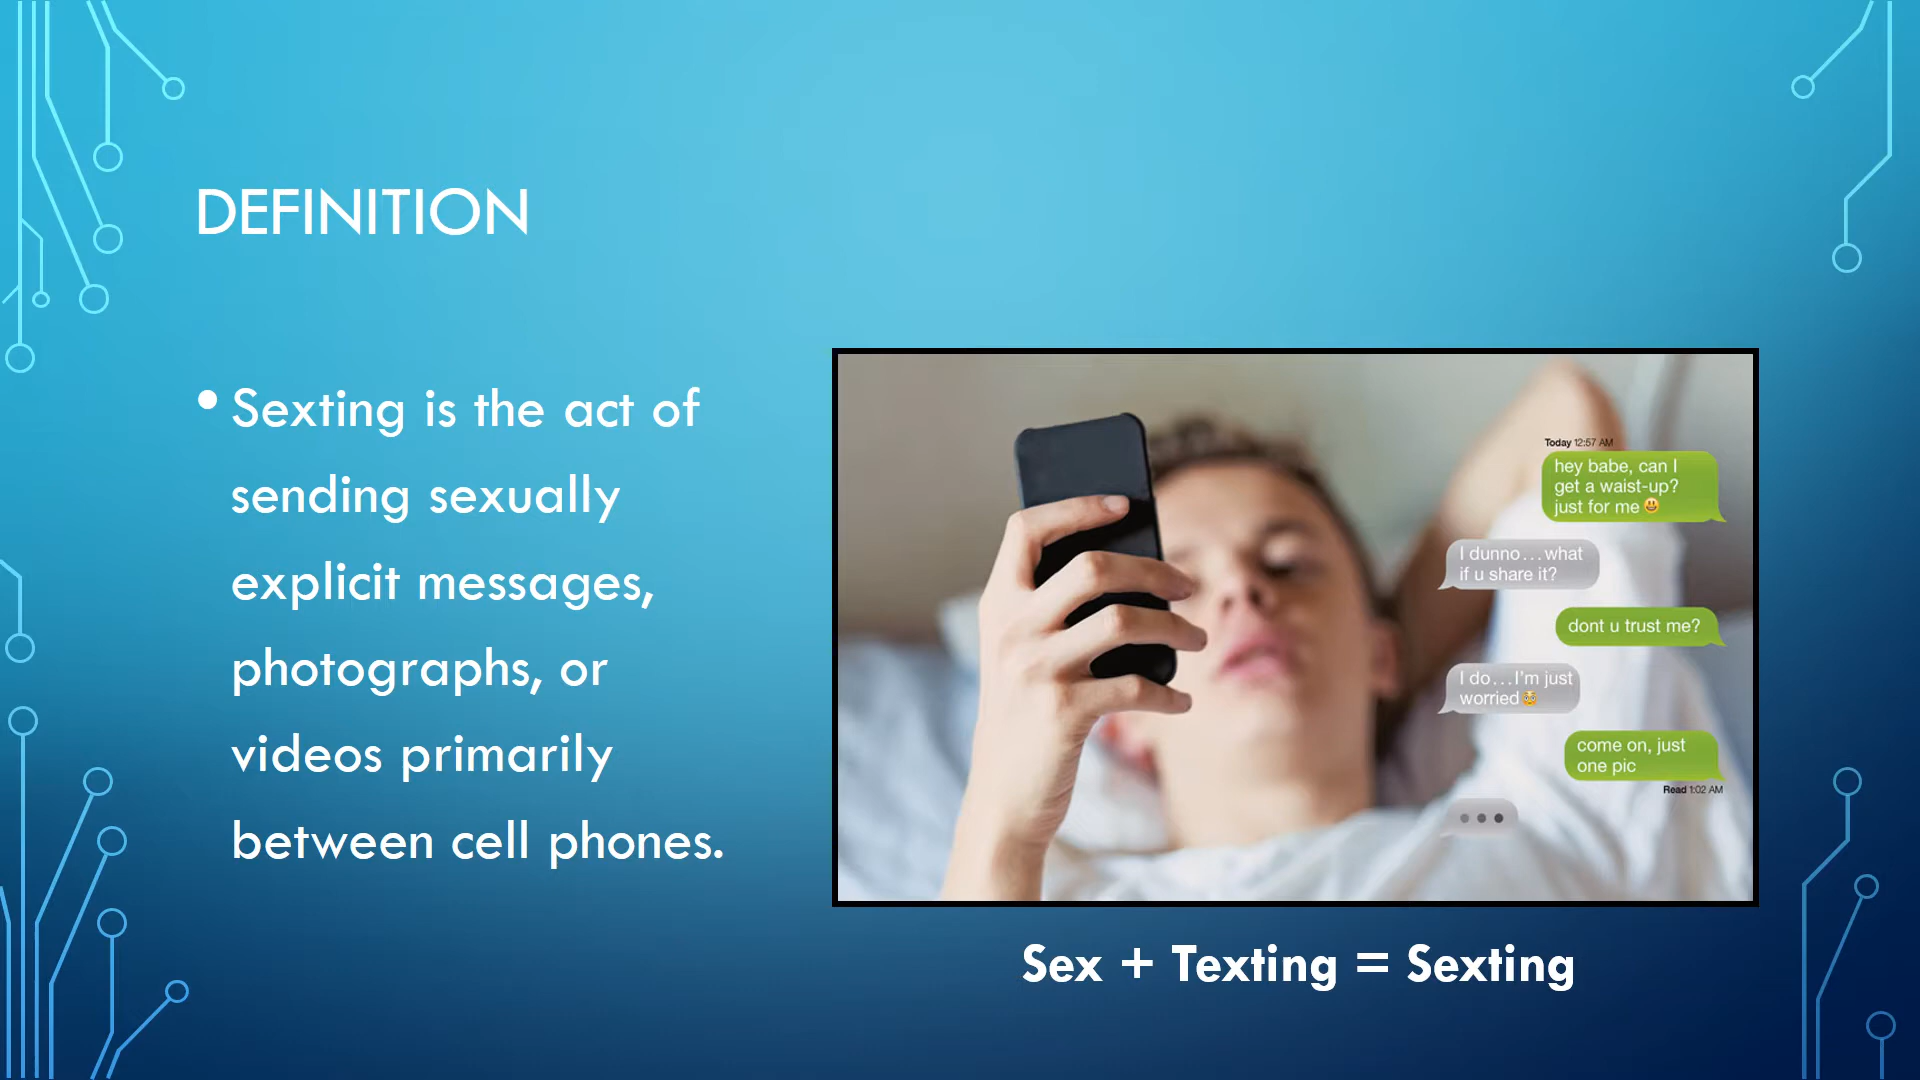 DEFINITION
• Sexting is the act of
sending sexually
explicit messages,
photographs, or
videos primarily
between cell phones.
Today 12:57 AM
hey babe, can I
get a waist-up?
just for me 😃
I dunno...what
if u share it?
dont u trust me?
I do...I'm just
worried😳
come on, just
one pic
Read 1:02 AM
Sex + Texting = Sexting